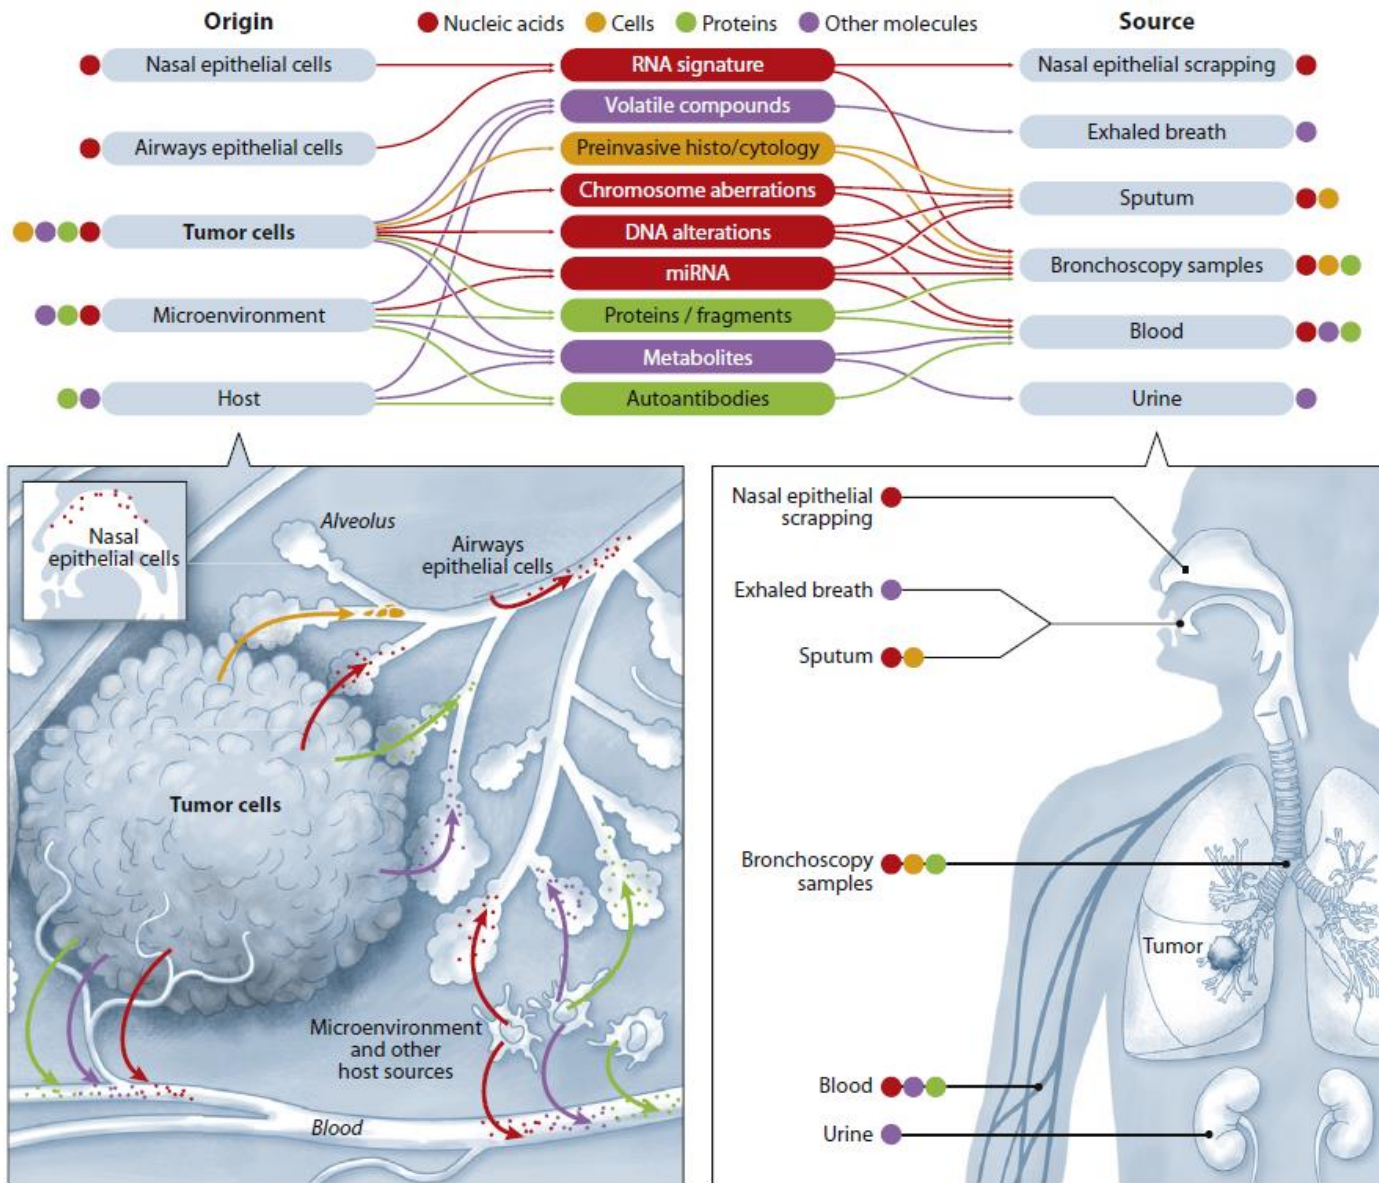 Origin
Nucleic acids
Cells
Proteins
Other molecules
Source
Nasal epithelial cells
RNA signature
Nasal epithelial scrapping
Volatile compounds
Exhaled breath
Airways epithelial cells
Preinvasive histo/cytology
Chromosome aberrations
Sputum
Tumor cells
DNA alterations
Bronchoscopy samples
miRNA
Microenvironment
Proteins / fragments
Blood
Metabolites
Host
Autoantibodies
Urine
Nasal
epithelial cells
Alveolus
Airways
epithelial cells
Tumor cells
Microenvironment
and other
host sources
Blood
Nasal epithelial
scrapping
Exhaled breath
Sputum
Bronchoscopy
samples
Tumor
Blood
Urine